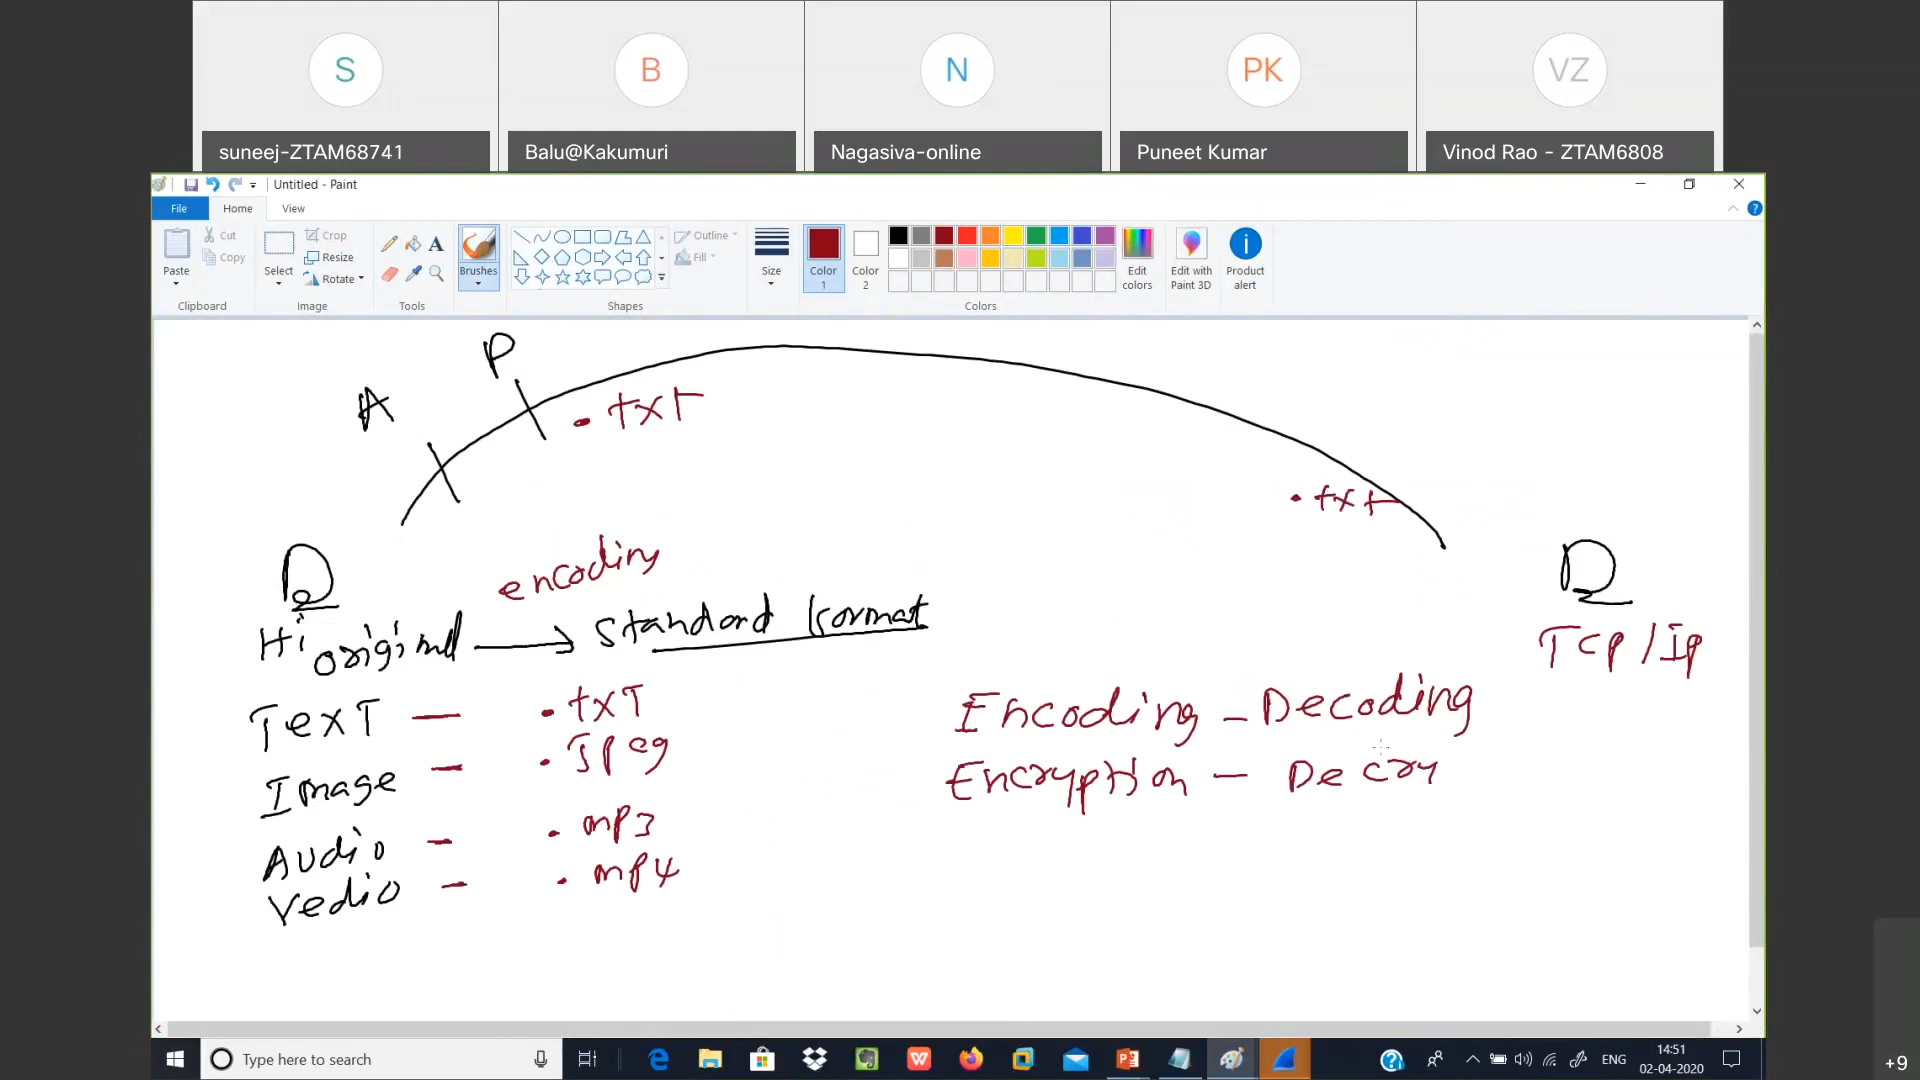 S B N PK VZ
suneej-ZTAM68741 Balu@Kakumuri Nagasiva-online Puneet Kumar Vinod Rao - ZTAM6808
Untitled - Paint
File Home View
Paste Cut Copy Select Crop Resize Rotate A Brushes Outline Fill Size Color 1 Color 2 Edit colors Edit with Paint 3D Product alert
Clipboard Image Tools Shapes Colors
P
A
.txt
.txt
encoding
Hi original → Standard format
TCP/Ip
Text — .txt
Image — .Jpeg
Audio — .mp3
Vedio — .mp4
Encoding – Decoding
Encryption – Decry
Type here to search
ENG 14:51
02-04-2020
+9